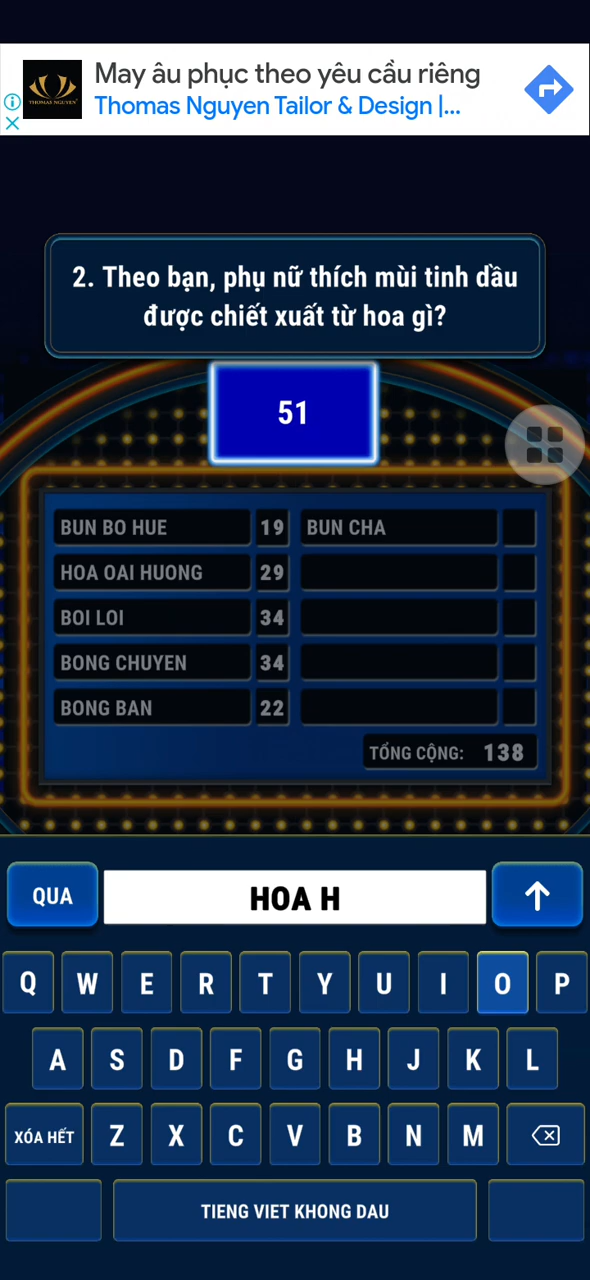 May âu phục theo yêu cầu riêng
THOMAS NGUYEN
Thomas Nguyen Tailor & Design |...
2. Theo bạn, phụ nữ thích mùi tinh dầu
được chiết xuất từ hoa gì?
51
BUN BO HUE 19 BUN CHA
HOA OAI HUONG 29
BOI LOI 34
BONG CHUYEN 34
BONG BAN 22
TỔNG CỘNG: 138
QUA HOA H
Q W E R T Y U I O P
A S D F G H J K L
XÓA HẾT Z X C V B N M
TIENG VIET KHONG DAU